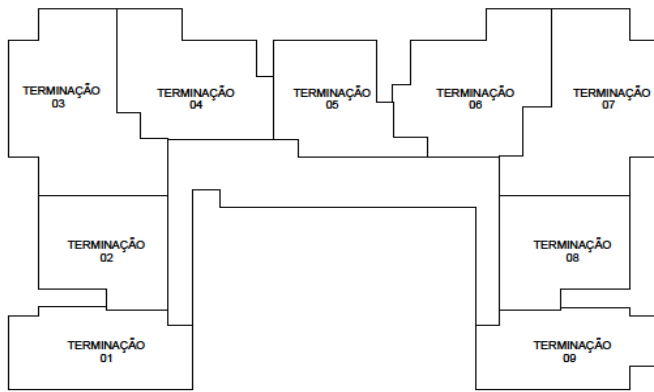 TERMINAÇÃO
03
TERMINAÇÃO
04
TERMINAÇÃO
05
TERMINAÇÃO
06
TERMINAÇÃO
07
TERMINAÇÃO
02
TERMINAÇÃO
08
TERMINAÇÃO
01
TERMINAÇÃO
09